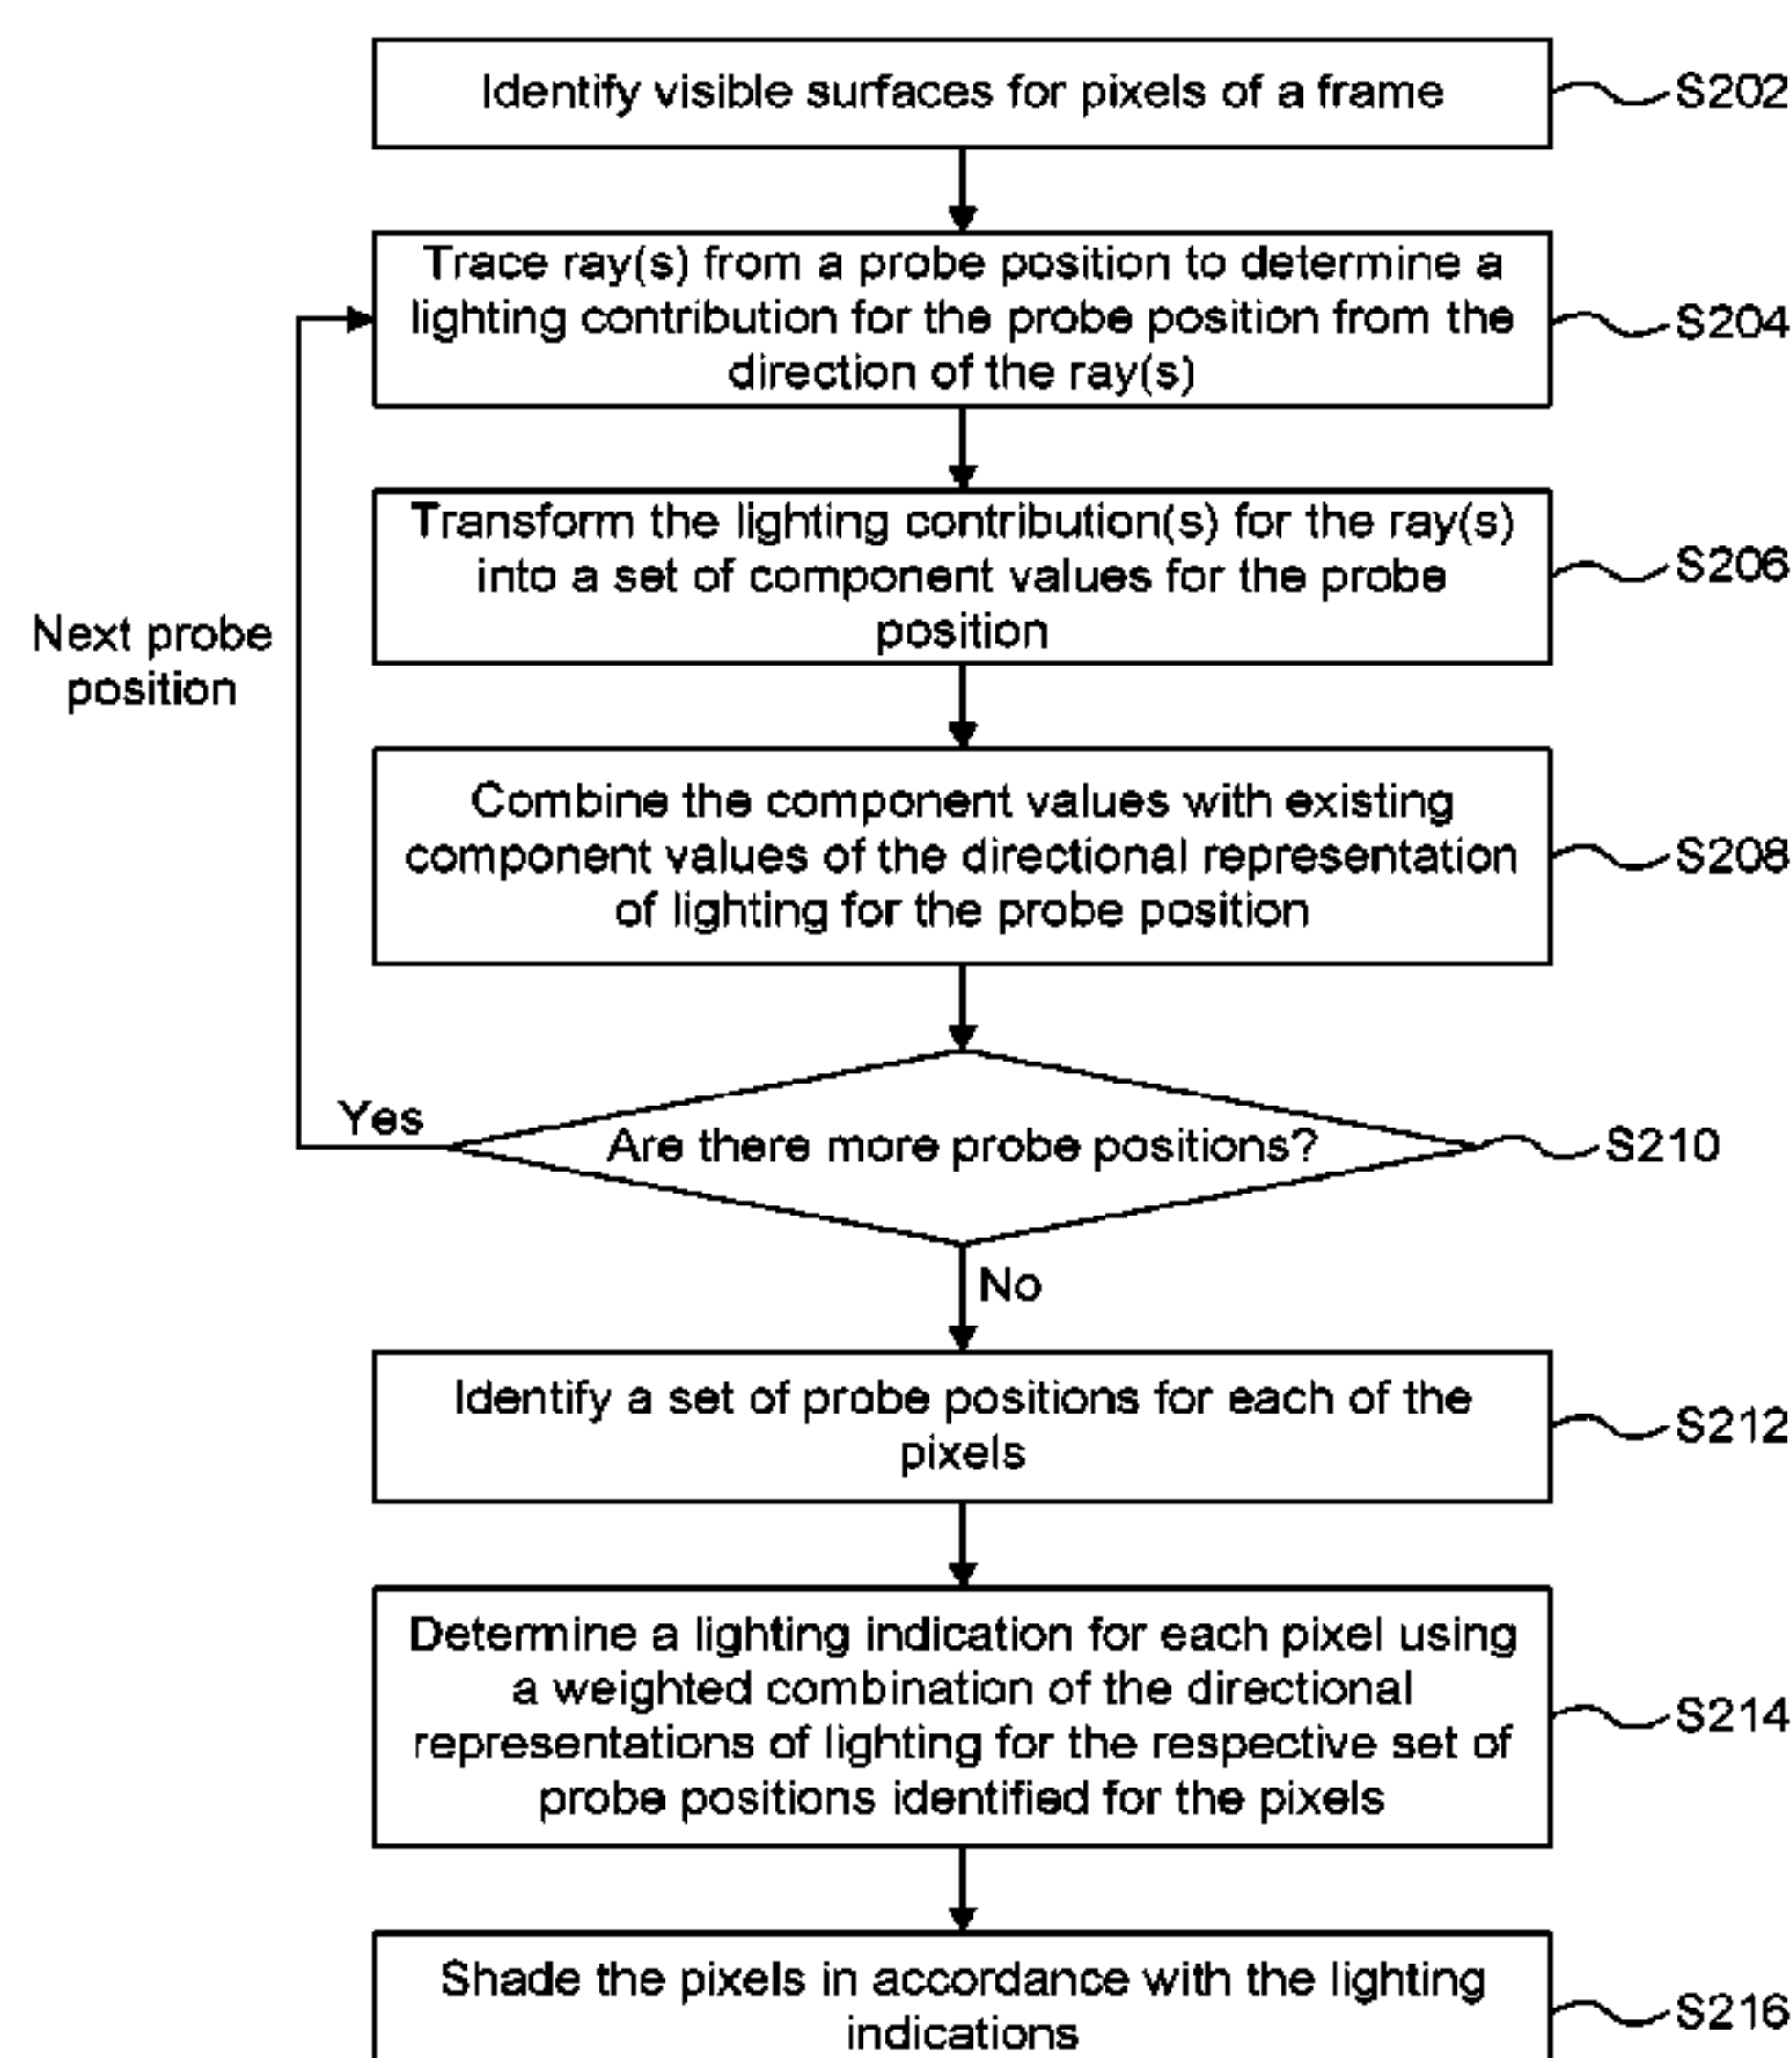 Identify visible surfaces for pixels of a frame
S202
Trace ray(s) from a probe position to determine a
lighting contribution for the probe position from the
direction of the ray(s)
S204
Transform the lighting contribution(s) for the ray(s)
into a set of component values for the probe
position
S206
Next probe
position
Combine the component values with existing
component values of the directional representation
of lighting for the probe position
S208
Yes
Are there more probe positions?
S210
No
Identify a set of probe positions for each of the
pixels
S212
Determine a lighting indication for each pixel using
a weighted combination of the directional
representations of lighting for the respective set of
probe positions identified for the pixels
S214
Shade the pixels in accordance with the lighting
indications
S216